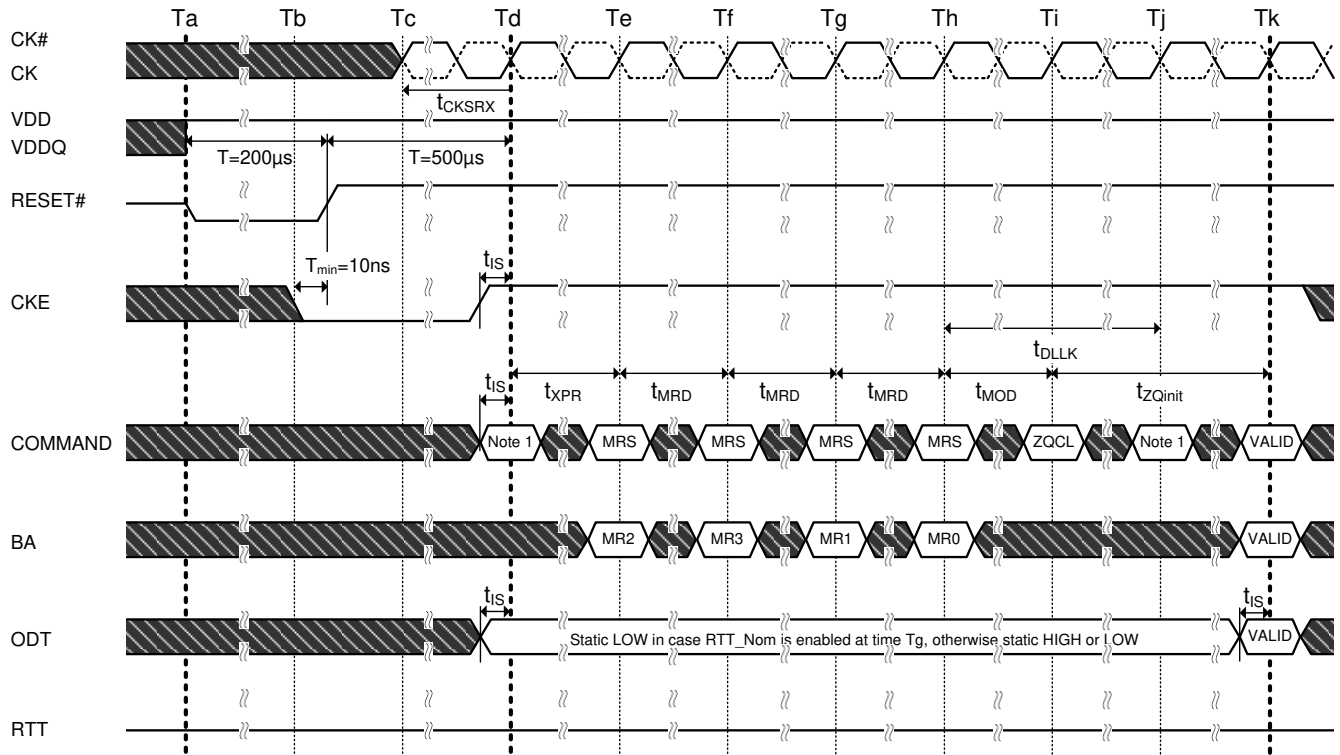 Ta Tb Tc Td Te Tf Tg Th Ti Tj Tk
CK#
CK
tCKSRX
VDD
VDDQ
T=200µs T=500µs
RESET#
Tmin=10ns tIS
CKE
tDLLK
tIS tXPR tMRD tMRD tMRD tMOD tZQinit
COMMAND Note 1 MRS MRS MRS MRS ZQCL Note 1 VALID
BA MR2 MR3 MR1 MR0 VALID
tIS tIS
ODT Static LOW in case RTT_Nom is enabled at time Tg, otherwise static HIGH or LOW VALID
RTT